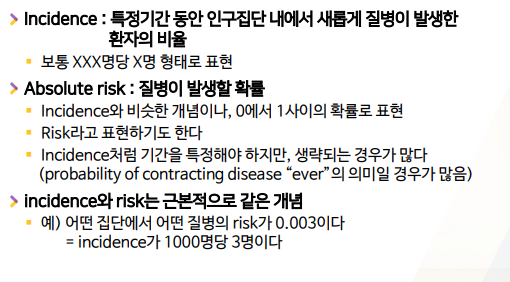 Incidence : 특정기간 동안 인구집단 내에서 새롭게 질병이 발생한
환자의 비율
보통 XXX명당 X명 형태로 표현
Absolute risk : 질병이 발생할 확률
Incidence와 비슷한 개념이나, 0에서 1사이의 확률로 표현
Risk라고 표현하기도 한다
Incidence처럼 기간을 특정해야 하지만, 생략되는 경우가 많다
(probability of contracting disease “ever”의 의미일 경우가 많음)
incidence와 risk는 근본적으로 같은 개념
예) 어떤 집단에서 어떤 질병의 risk가 0.003이다
= incidence가 1000명당 3명이다